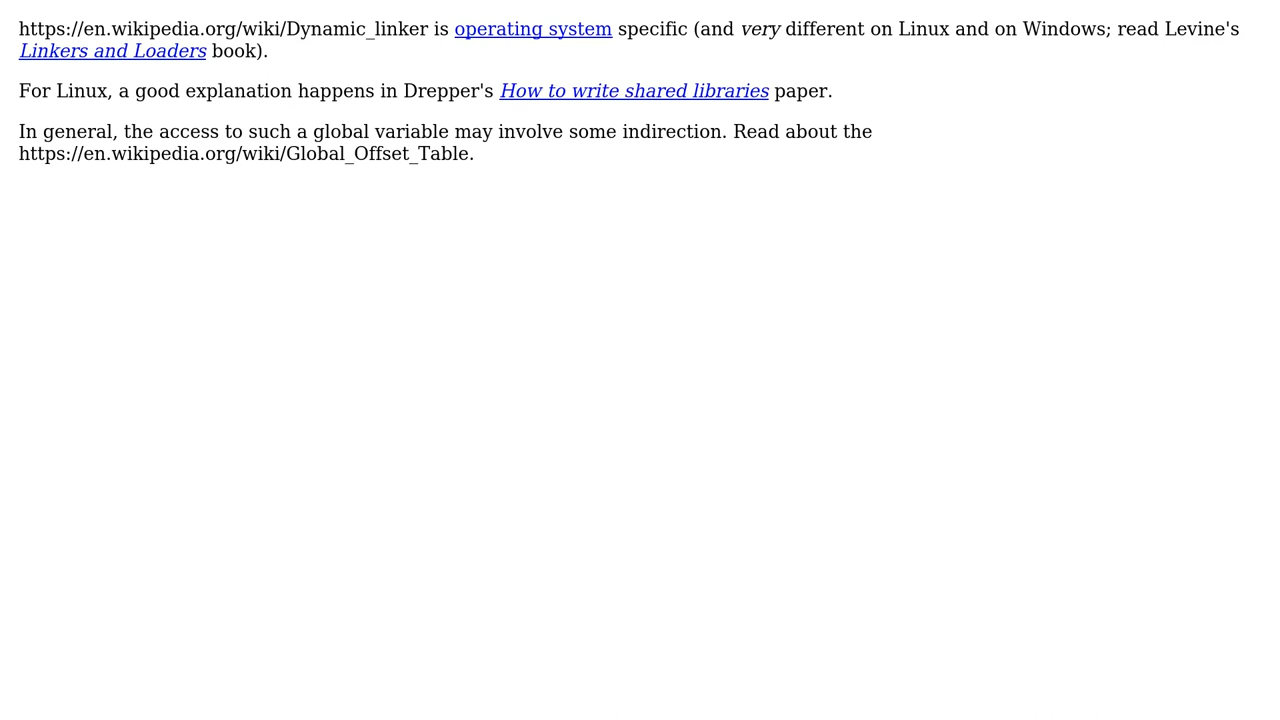 https://en.wikipedia.org/wiki/Dynamic_linker is operating system specific (and very different on Linux and on Windows; read Levine's
Linkers and Loaders book).
For Linux, a good explanation happens in Drepper's How to write shared libraries paper.
In general, the access to such a global variable may involve some indirection. Read about the
https://en.wikipedia.org/wiki/Global_Offset_Table.